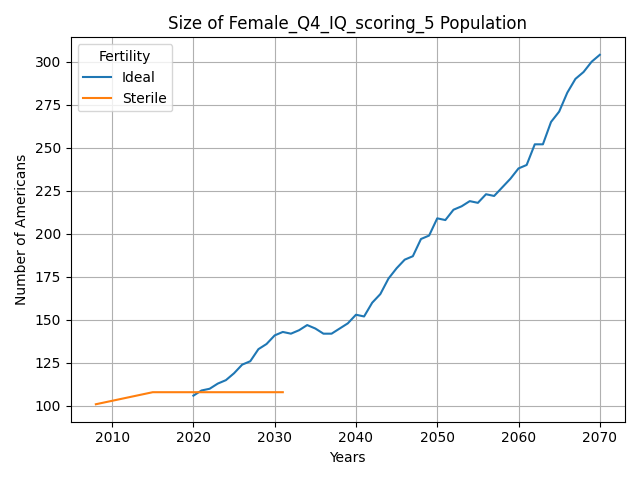 Size of Female_Q4_IQ_scoring_5 Population
Fertility
Ideal
Sterile
Number of Americans
300
275
250
225
200
175
150
125
100
2010 2020 2030 2040 2050 2060 2070
Years